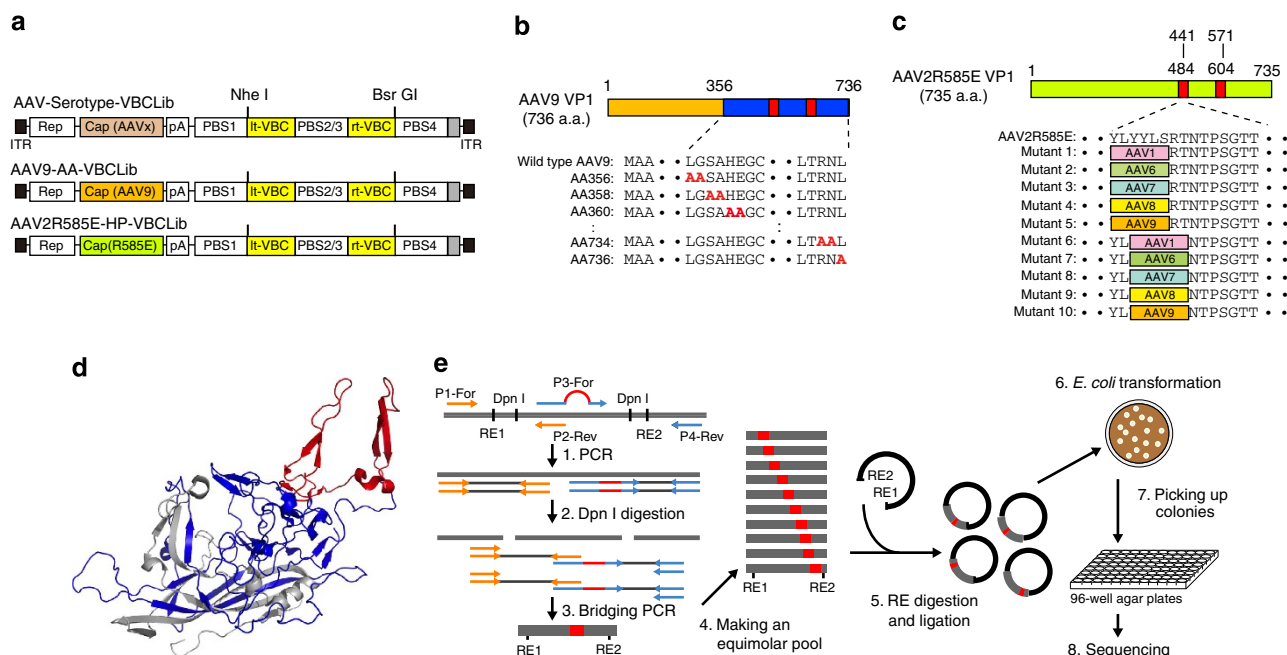 a
AAV-Serotype-VBCLib
Nhe I
Bsr GI
Rep
Cap (AAVx)
pA
PBS1
lt-VBC
PBS2/3
rt-VBC
PBS4
ITR
ITR
AAV9-AA-VBCLib
Rep
Cap (AAV9)
pA
PBS1
lt-VBC
PBS2/3
rt-VBC
PBS4
AAV2R585E-HP-VBCLib
Rep
Cap(R585E)
pA
PBS1
lt-VBC
PBS2/3
rt-VBC
PBS4
b
1
356
736
AAV9 VP1
(736 a.a.)
Wild type AAV9: MAA • • LGSAHEGC • • LTRNL
AA356: MAA • • AASAHEGC • • LTRNL
AA358: MAA • • LGAAHEGC • • LTRNL
AA360: MAA • • LGSAAAGC • • LTRNL
:
:
AA734: MAA • • LGSAHEGC • • LTAAL
AA736: MAA • • LGSAHEGC • • LTRNA
c
441
571
1
484
604
735
AAV2R585E VP1
(735 a.a.)
AAV2R585E: • • YLYYLSRTNTPSGTT • •
Mutant 1: • • AAV1 RTNTPSGTT • •
Mutant 2: • • AAV6 RTNTPSGTT • •
Mutant 3: • • AAV7 RTNTPSGTT • •
Mutant 4: • • AAV8 RTNTPSGTT • •
Mutant 5: • • AAV9 RTNTPSGTT • •
Mutant 6: • • YL AAV1 NTPSGTT • •
Mutant 7: • • YL AAV6 NTPSGTT • •
Mutant 8: • • YL AAV7 NTPSGTT • •
Mutant 9: • • YL AAV8 NTPSGTT • •
Mutant 10: • • YL AAV9 NTPSGTT • •
d
e
P1-For
Dpn I
P3-For
Dpn I
RE1
P2-Rev
RE2
P4-Rev
1. PCR
2. Dpn I digestion
3. Bridging PCR
RE1
RE2
4. Making an
equimolar pool
RE1
RE2
RE2
RE1
5. RE digestion
and ligation
6. E. coli transformation
7. Picking up
colonies
96-well agar plates
8. Sequencing